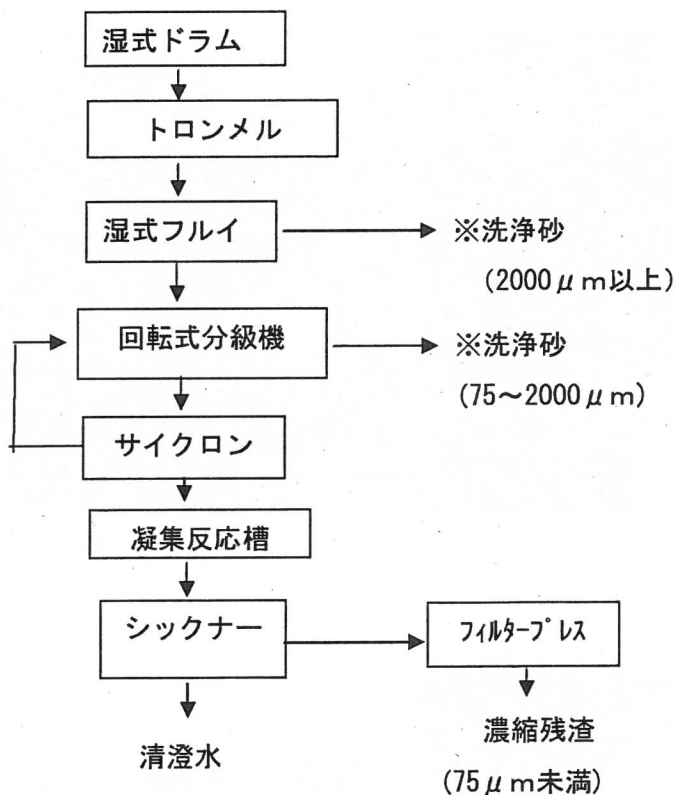 湿式ドラム
トロンメル
湿式フルイ
※洗浄砂
(2000μm以上)
回転式分級機
※洗浄砂
(75～2000μm)
サイクロン
凝集反応槽
シックナー
フィルタープレス
清澄水
濃縮残渣
(75μm未満)